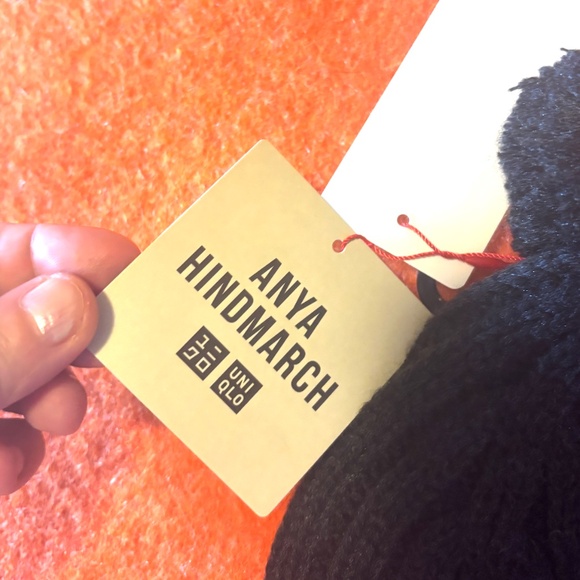 ANYA
HINDMARCH
ユニ
クロ
UNI
QLO